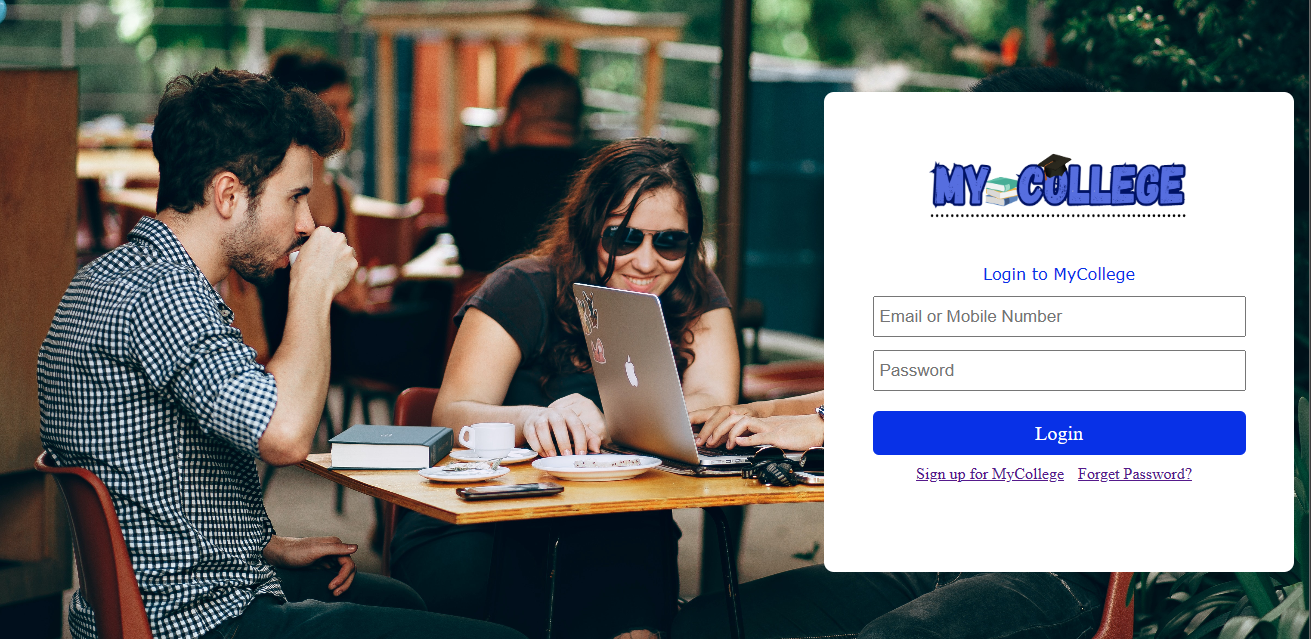 MY COLLEGE
Login to MyCollege
Email or Mobile Number
Password
Login
Sign up for MyCollege Forget Password?